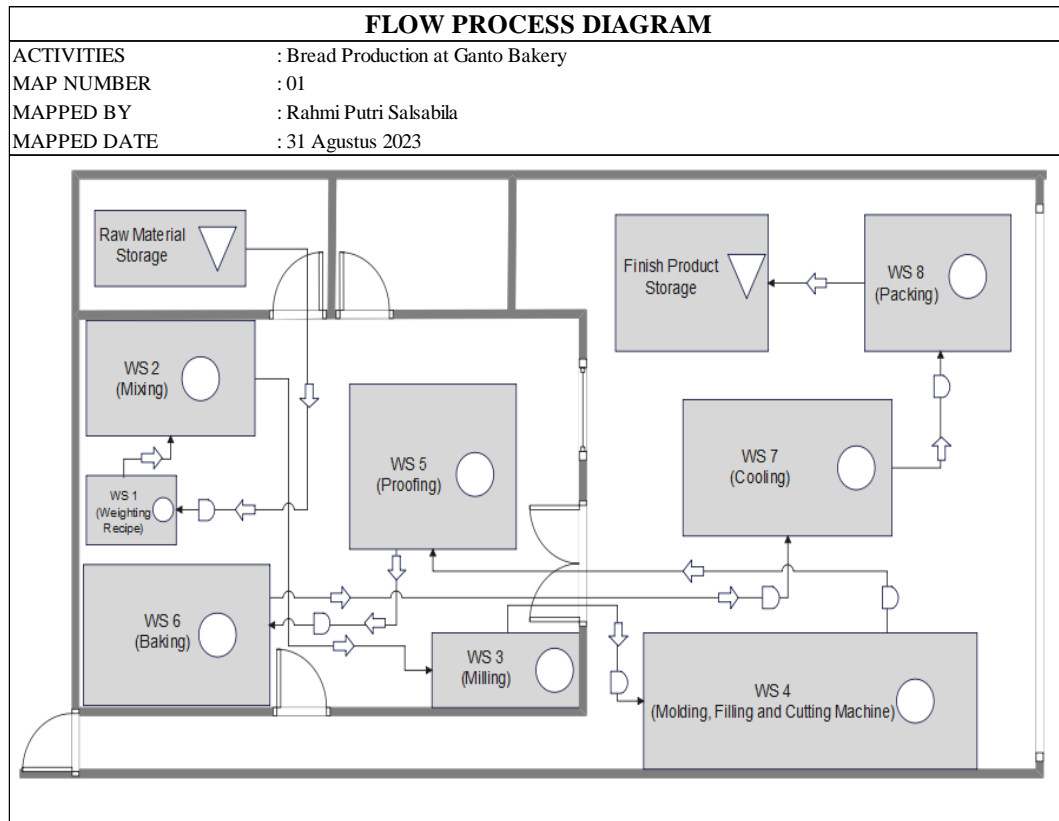 FLOW PROCESS DIAGRAM
ACTIVITIES : Bread Production at Ganto Bakery
MAP NUMBER : 01
MAPPED BY : Rahmi Putri Salsabila
MAPPED DATE : 31 Agustus 2023
Raw Material
Storage
Finish Product
Storage
WS 8
(Packing)
WS 2
(Mixing)
WS 5
(Proofing)
WS 7
(Cooling)
WS 1
(Weighting
Recipe)
WS 6
(Baking)
WS 3
(Milling)
WS 4
(Molding, Filling and Cutting Machine)